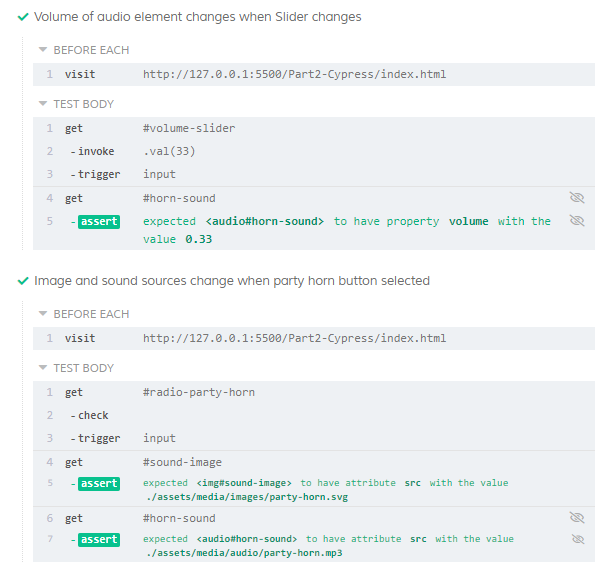 Volume of audio element changes when Slider changes
BEFORE EACH
1 visit http://127.0.0.1:5500/Part2-Cypress/index.html
TEST BODY
1 get #volume-slider
2 -invoke .val(33)
3 -trigger input
4 get #horn-sound
5 -assert expected <audio#horn-sound> to have property volume with the
value 0.33
Image and sound sources change when party horn button selected
BEFORE EACH
1 visit http://127.0.0.1:5500/Part2-Cypress/index.html
TEST BODY
1 get #radio-party-horn
2 -check
3 -trigger input
4 get #sound-image
5 -assert expected <img#sound-image> to have attribute src with the value
./assets/media/images/party-horn.svg
6 get #horn-sound
7 -assert expected <audio#horn-sound> to have attribute src with the value
./assets/media/audio/party-horn.mp3